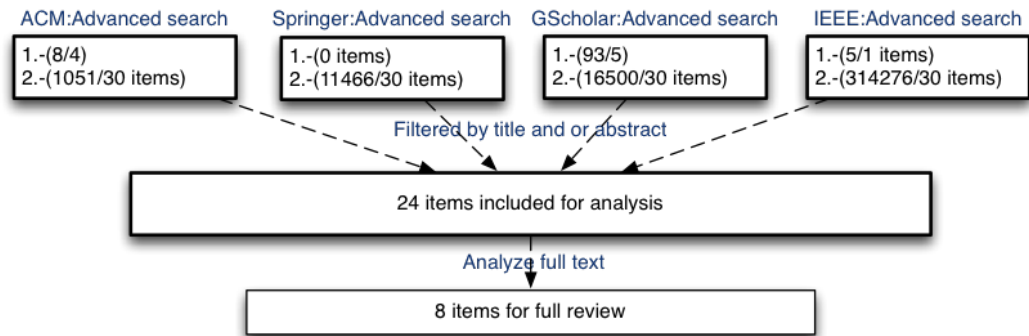 ACM:Advanced search
1.-(8/4)
2.-(1051/30 items)
Springer:Advanced search
1.-(0 items)
2.-(11466/30 items)
GScholar:Advanced search
1.-(93/5)
2.-(16500/30 items)
IEEE:Advanced search
1.-(5/1 items)
2.-(314276/30 items)
Filtered by title and or abstract
24 items included for analysis
Analyze full text
8 items for full review